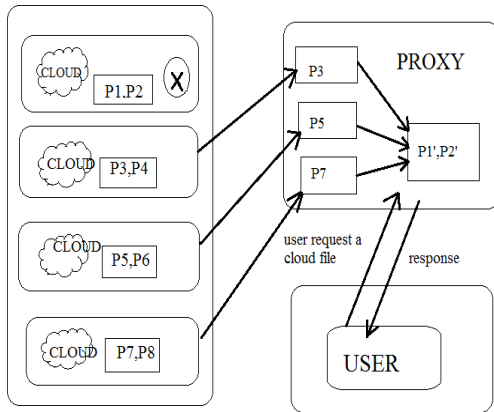 CLOUD
P1,P2
X
CLOUD
P3,P4
CLOUD
P5,P6
CLOUD
P7,P8
P3
PROXY
P5
P7
P1',P2'
user request a
cloud file
response
USER